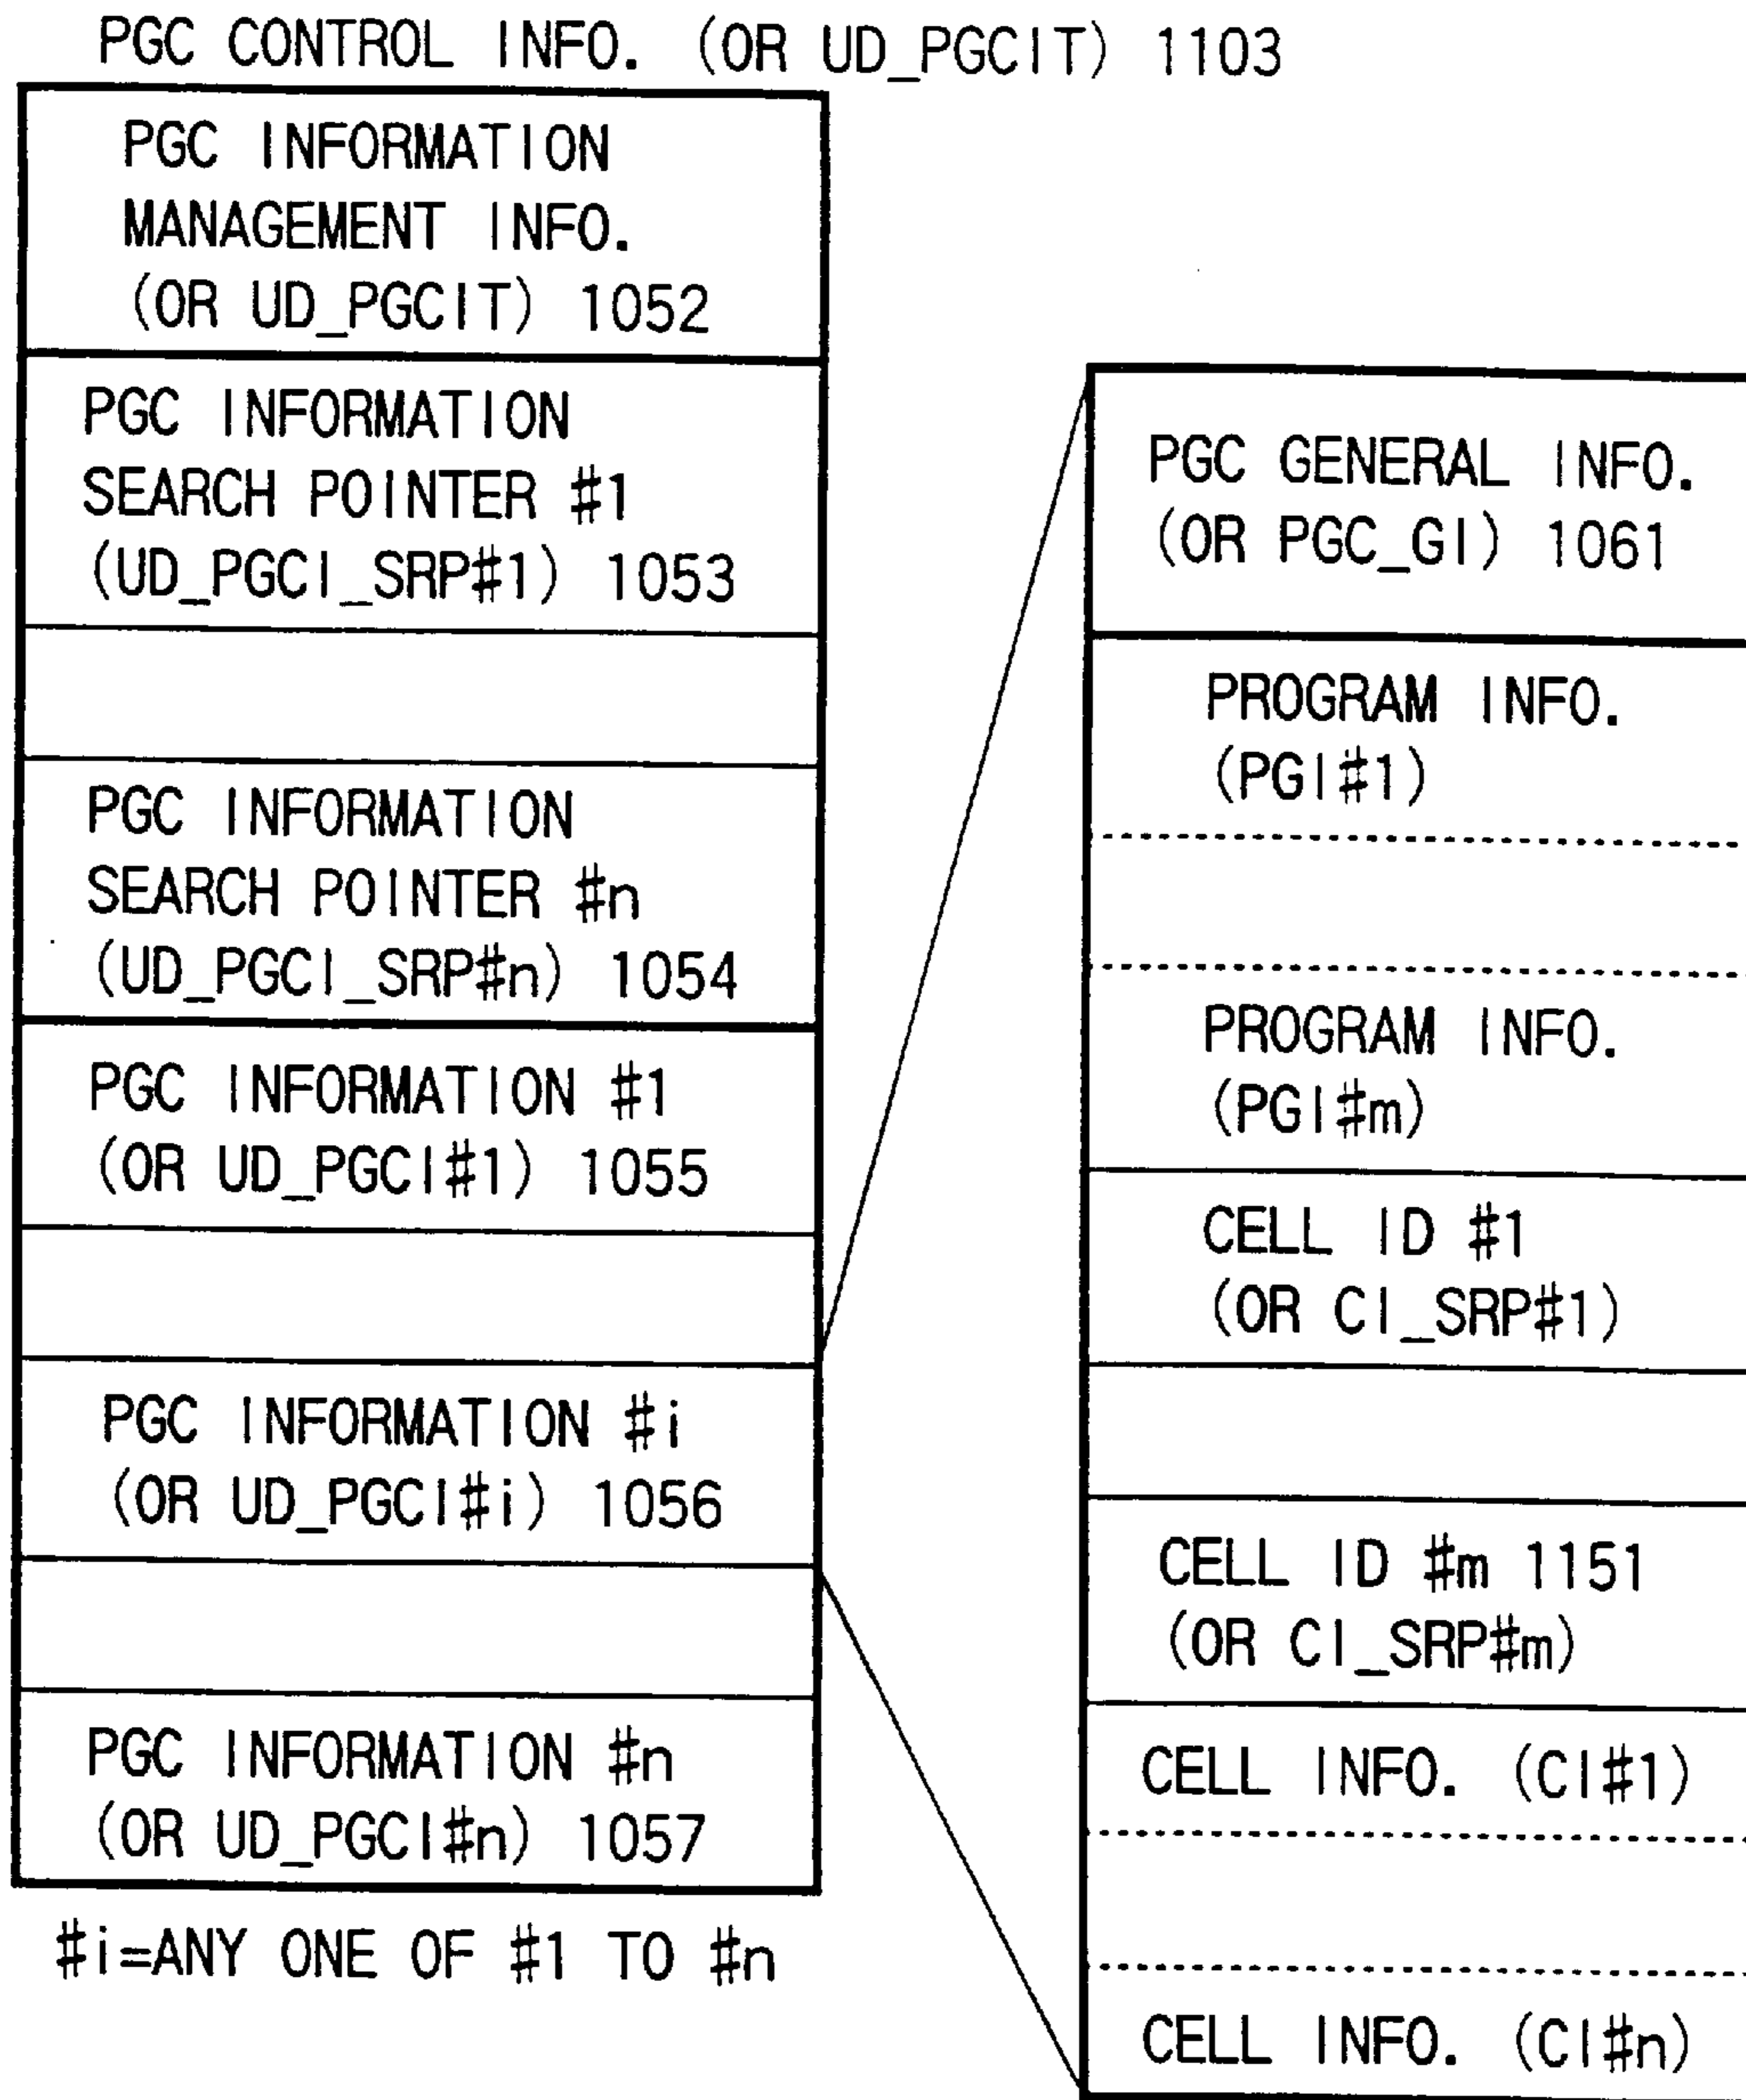 PGC CONTROL INFO. (OR UD_PGCIT) 1103
PGC INFORMATION
MANAGEMENT INFO.
(OR UD_PGCIT) 1052
PGC INFORMATION
SEARCH POINTER #1
(UD_PGCI_SRP#1) 1053
PGC INFORMATION
SEARCH POINTER #n
(UD_PGCI_SRP#n) 1054
PGC INFORMATION #1
(OR UD_PGCI#1) 1055
PGC INFORMATION #i
(OR UD_PGCI#i) 1056
PGC INFORMATION #n
(OR UD_PGCI#n) 1057
#i=ANY ONE OF #1 TO #n
PGC GENERAL INFO.
(OR PGC_GI) 1061
PROGRAM INFO.
(PGI#1)
PROGRAM INFO.
(PGI#m)
CELL ID #1
(OR CI_SRP#1)
CELL ID #m 1151
(OR CI_SRP#m)
CELL INFO. (CI#1)
CELL INFO. (CI#n)